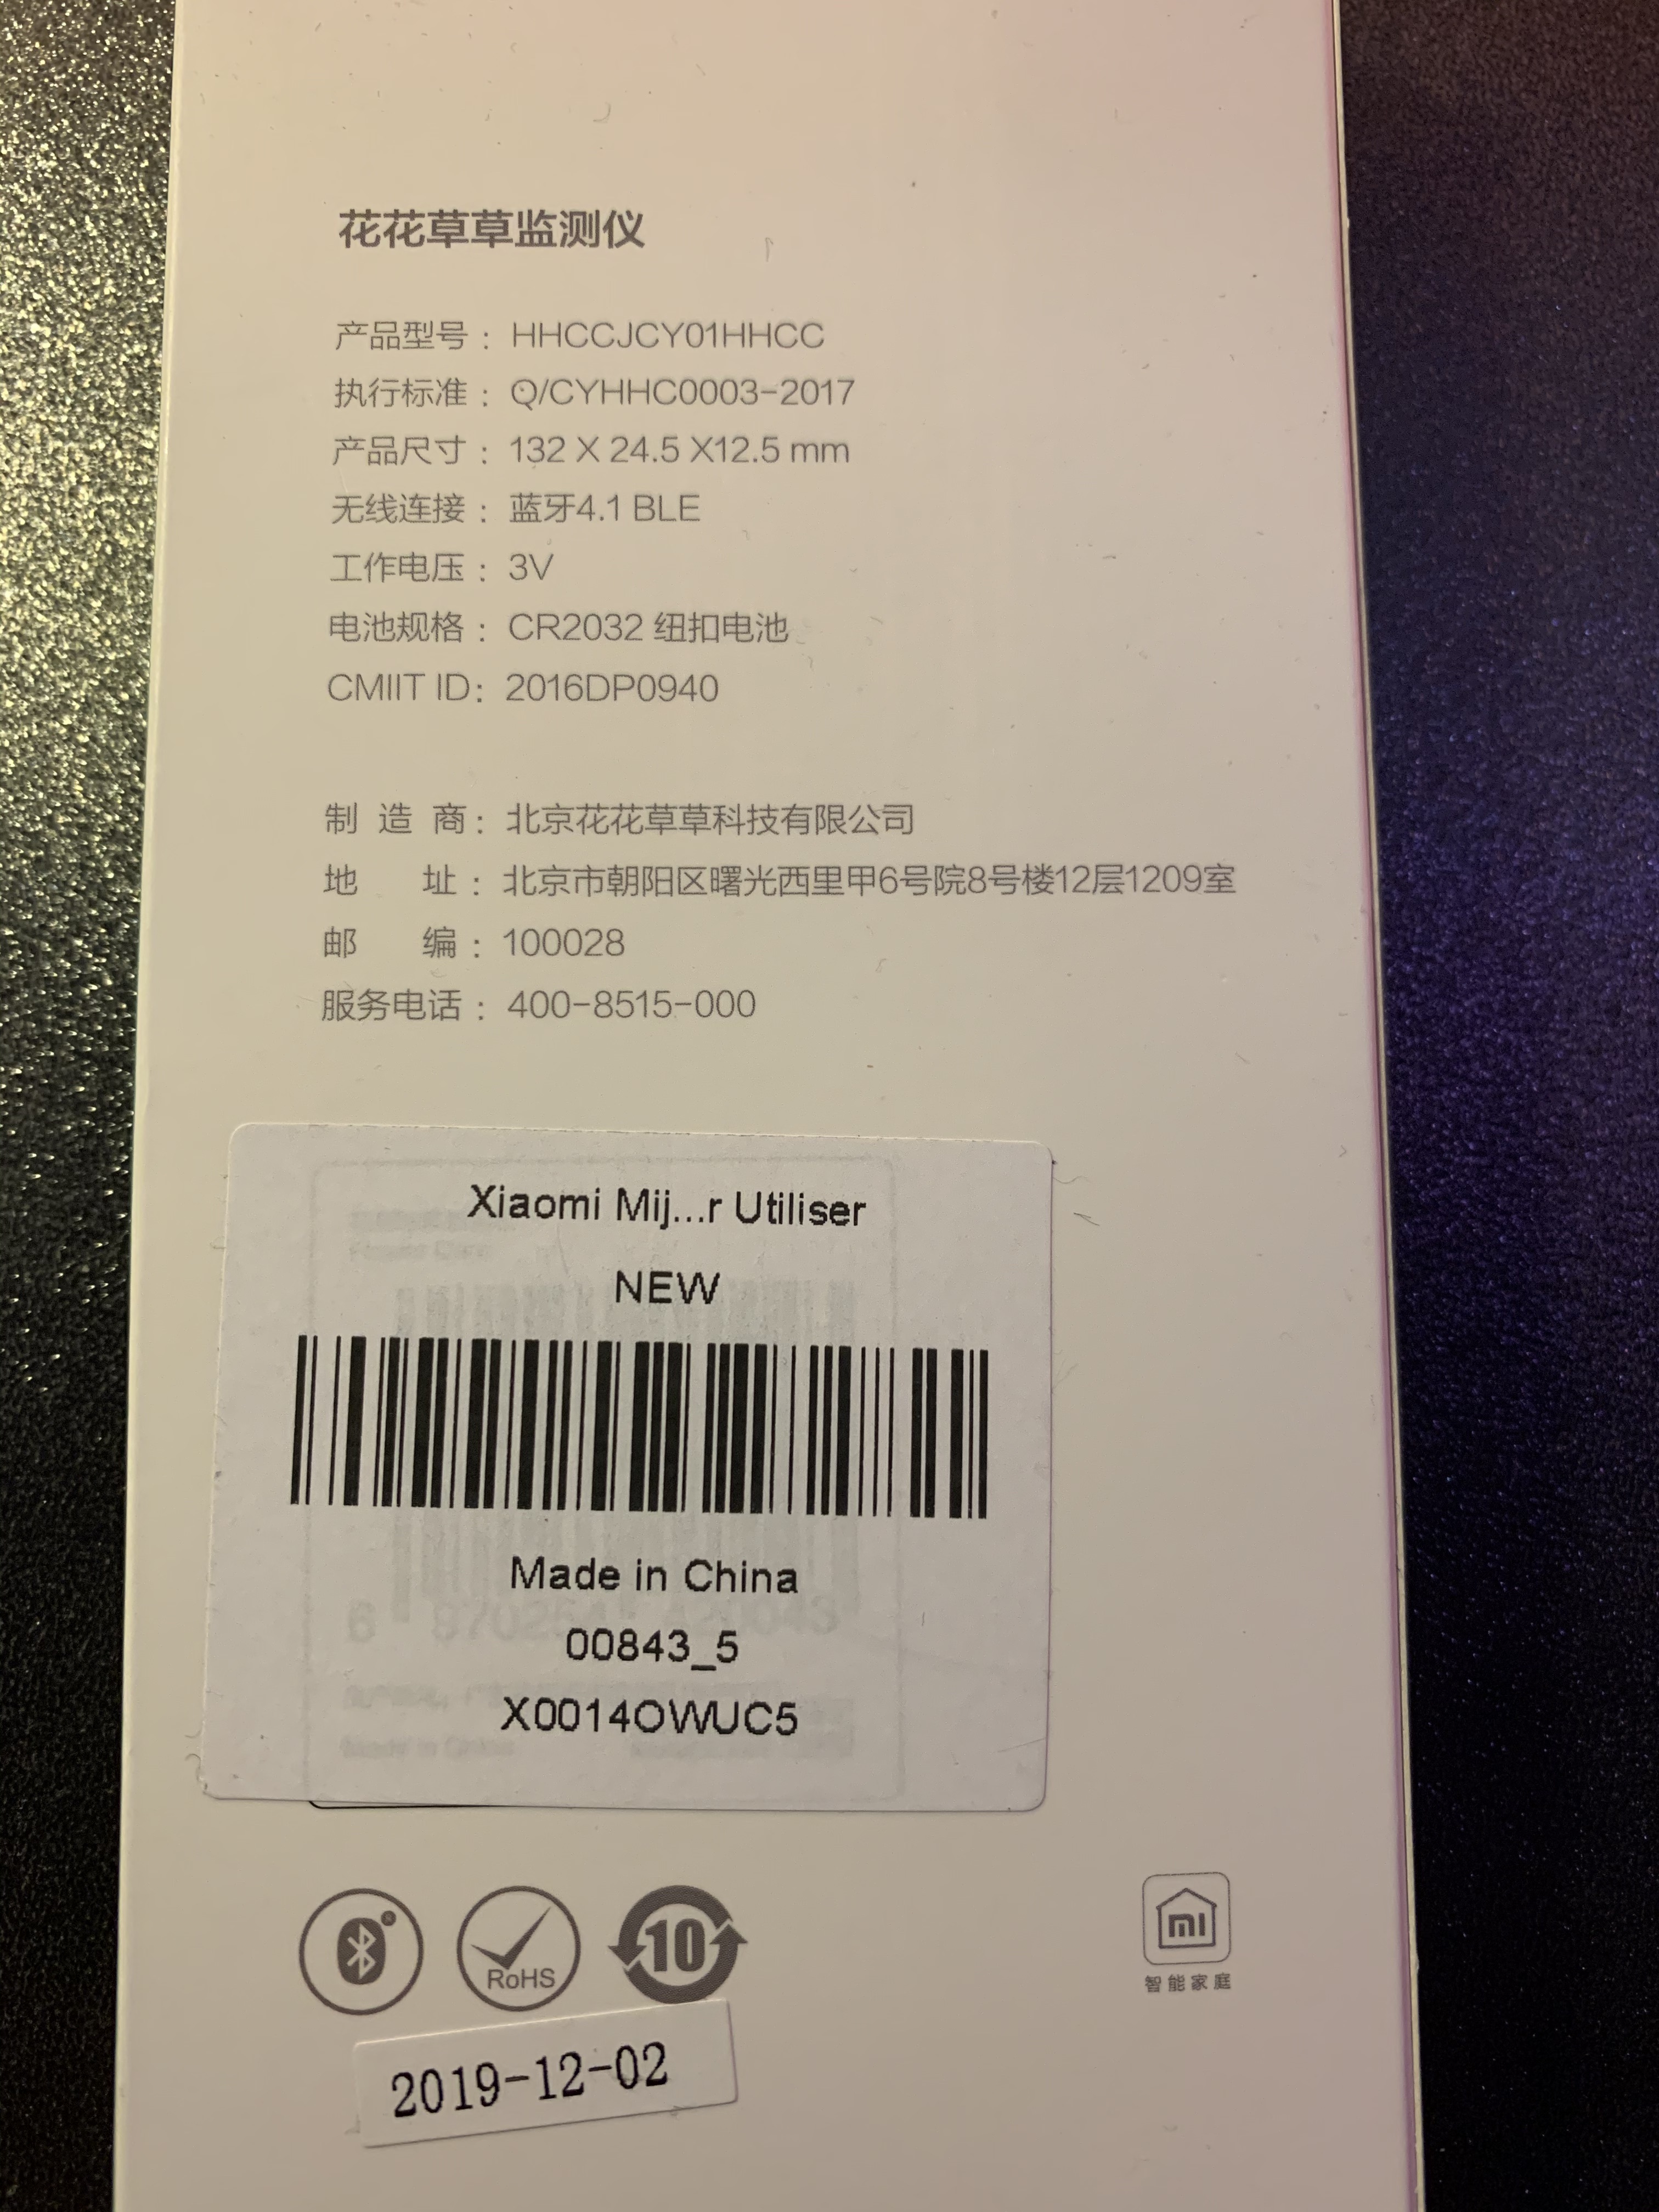 花花草草监测仪
产品型号： HHCCJCY01HHCC
执行标准： Q/CYHHC0003-2017
产品尺寸： 132 X 24.5 X12.5 mm
无线连接： 蓝牙4.1 BLE
工作电压： 3V
电池规格： CR2032 纽扣电池
CMIIT ID： 2016DP0940
制 造 商： 北京花花草草科技有限公司
地 址： 北京市朝阳区曙光西里甲6号院8号楼12层1209室
邮 编： 100028
服务电话： 400-8515-000
Xiaomi Mij...r Utiliser
NEW
Made in China
00843_5
X0014OWUC5
RoHS
10
mi
智能家庭
2019-12-02